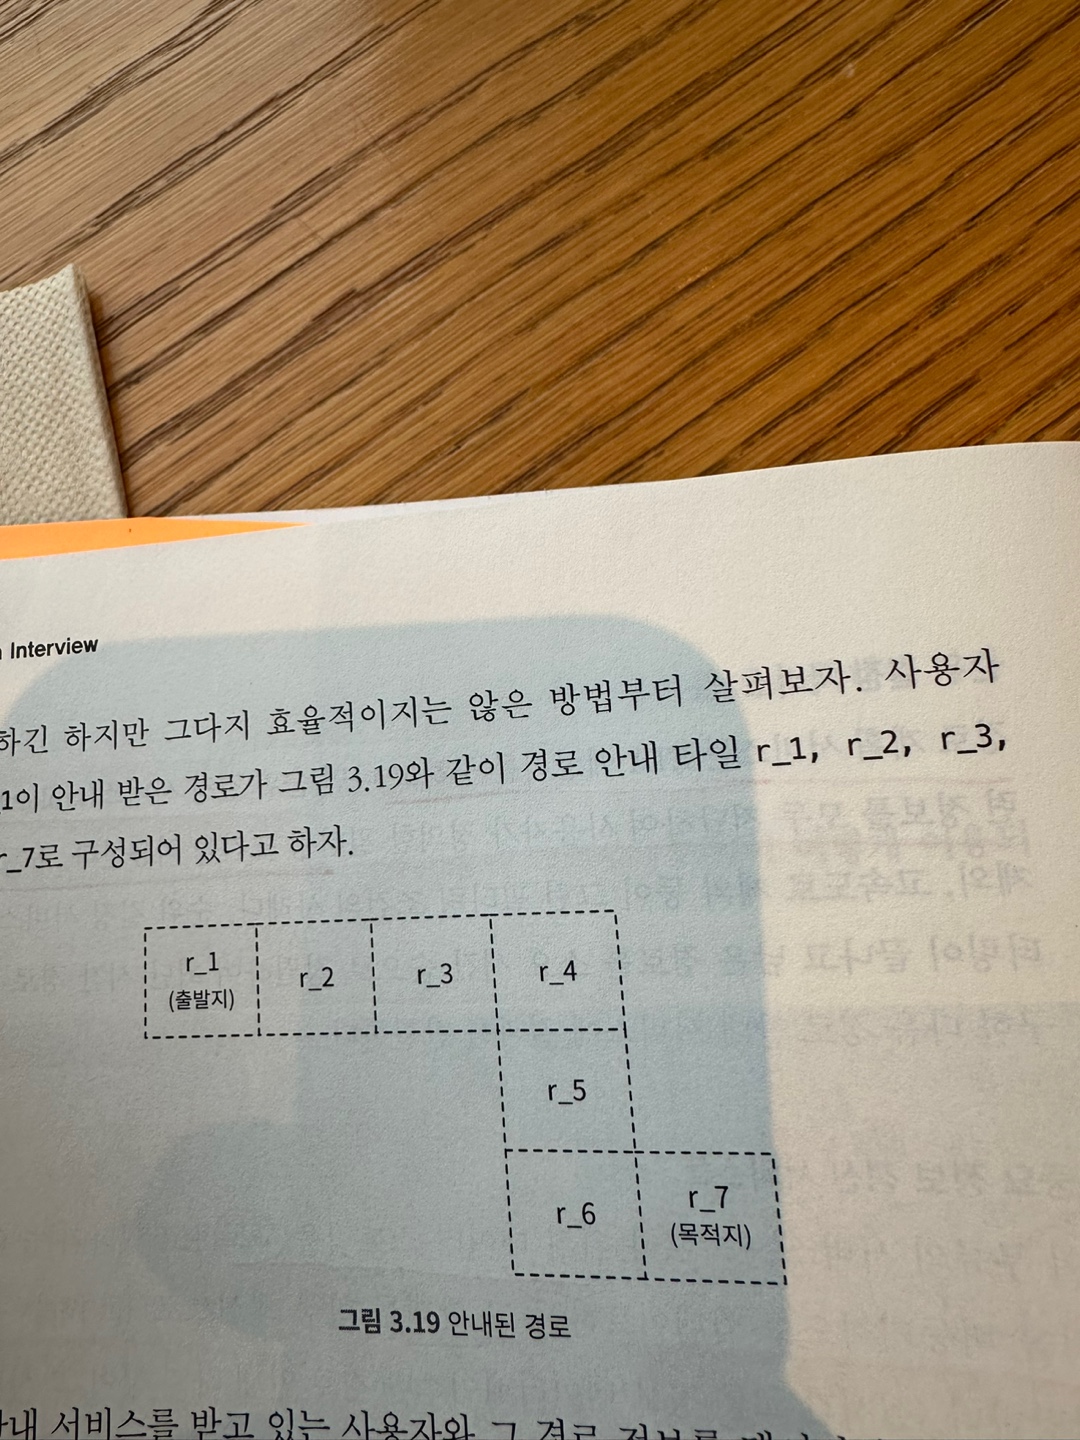 Interview
하긴 하지만 그다지 효율적이지는 않은 방법부터 살펴보자. 사용자
_1이 안내 받은 경로가 그림 3.19와 같이 경로 안내 타일 r_1, r_2, r_3,
r_7로 구성되어 있다고 하자.
r_1
(출발지)
r_2
r_3
r_4
r_5
r_6
r_7
(목적지)
그림 3.19 안내된 경로
서비스를 받고 있는 사용자와 그 경로 정보를